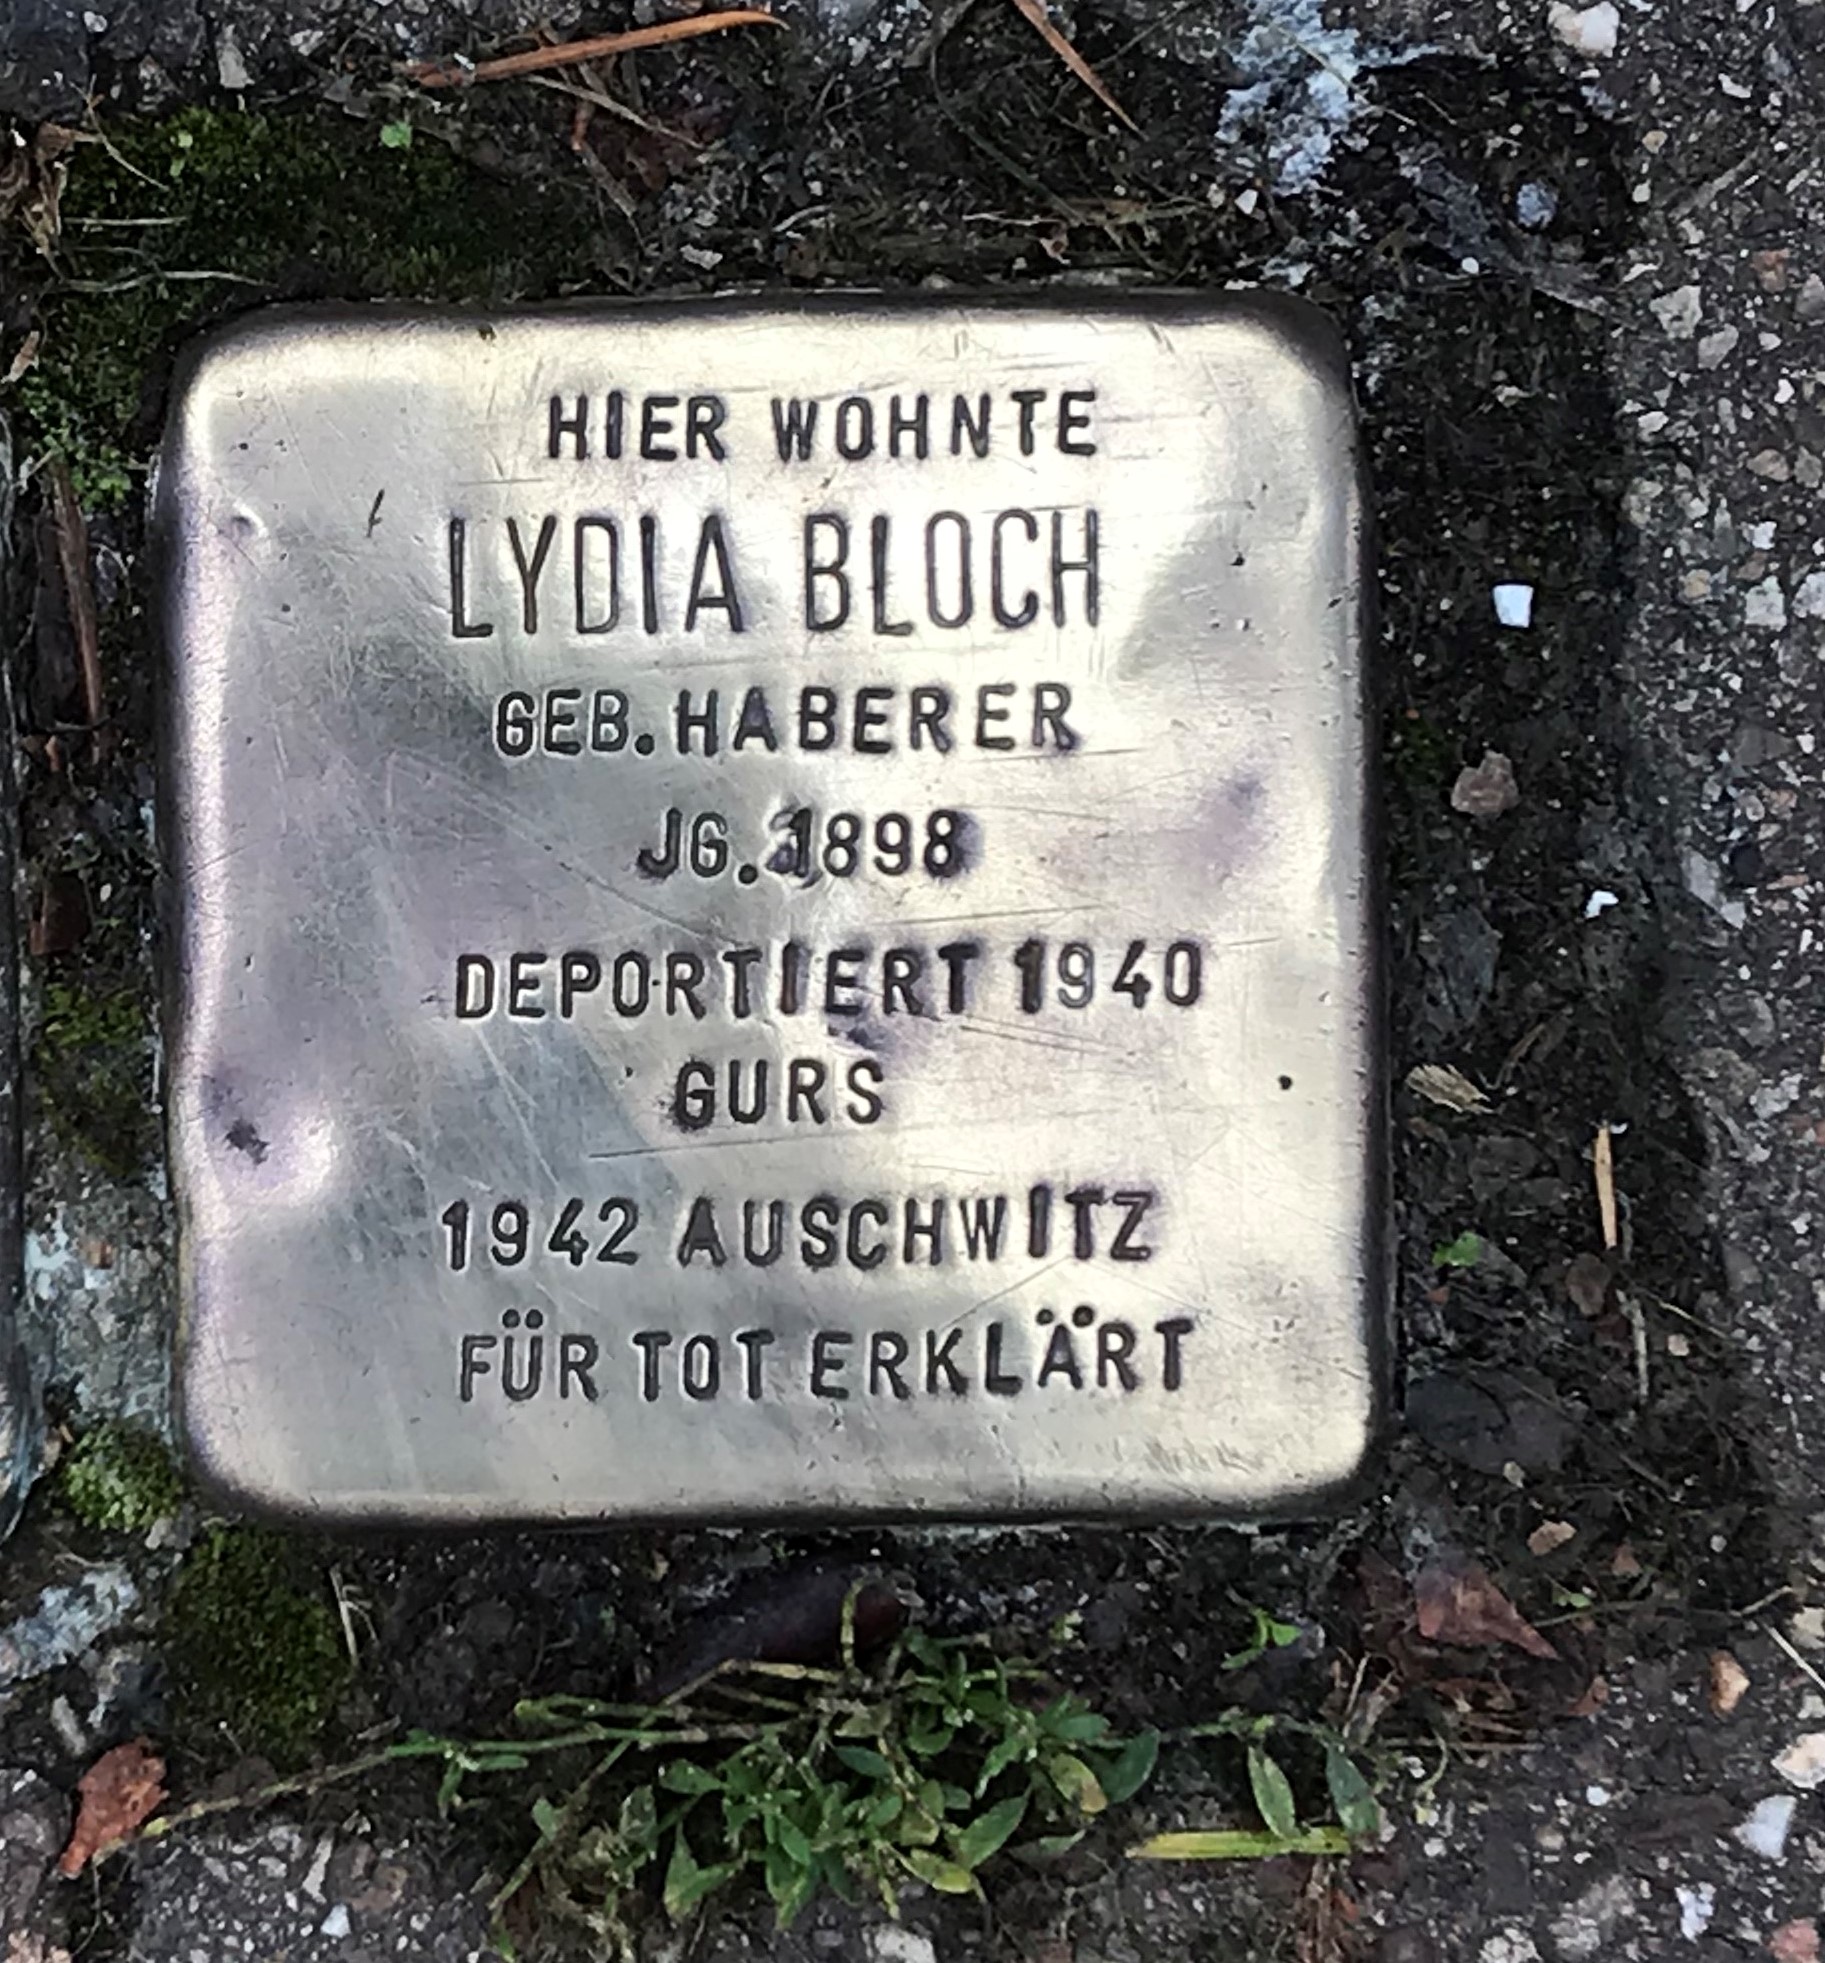 HIER WOHNTE
LYDIA BLOCH
GEB. HABERER
JG. 1898
DEPORTIERT 1940
GURS
1942 AUSCHWITZ
FÜR TOT ERKLÄRT